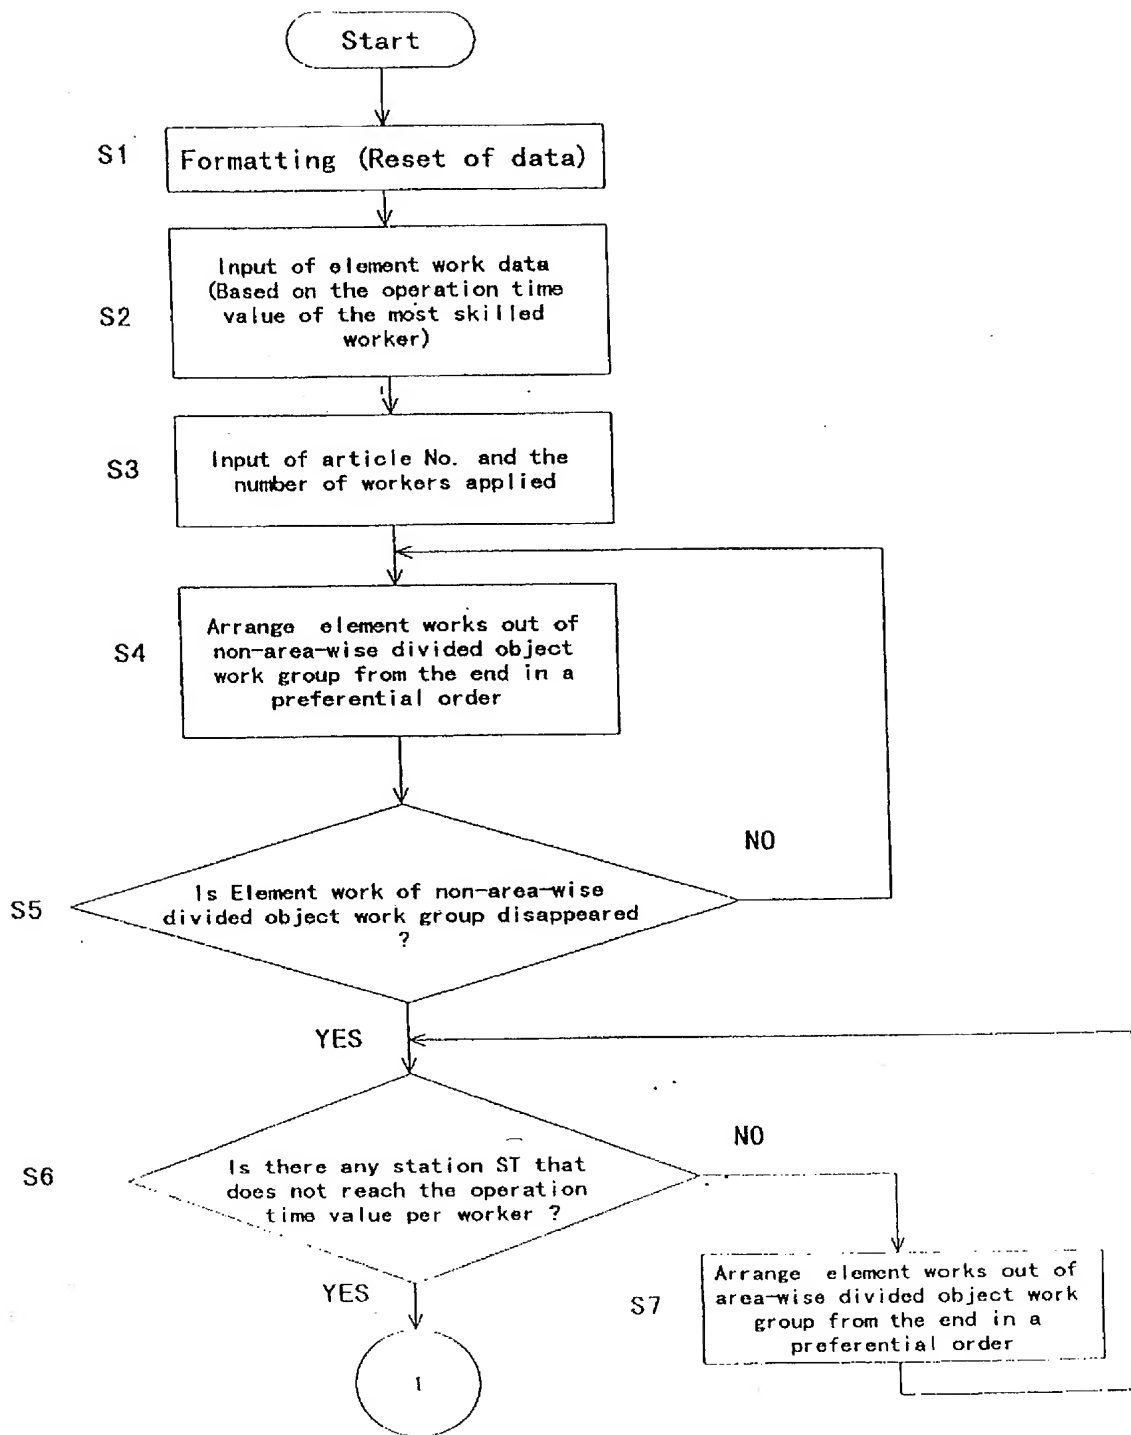 Start
S1
Formatting (Reset of data)
S2
Input of element work data
(Based on the operation time
value of the most skilled
worker)
S3
Input of article No. and the
number of workers applied
S4
Arrange element works out of
non-area-wise divided object
work group from the end in a
preferential order
NO
S5
Is Element work of non-area-wise
divided object work group disappeared
?
YES
NO
S6
Is there any station ST that
does not reach the operation
time value per worker ?
YES
S7
Arrange element works out of
area-wise divided object work
group from the end in a
preferential order
1